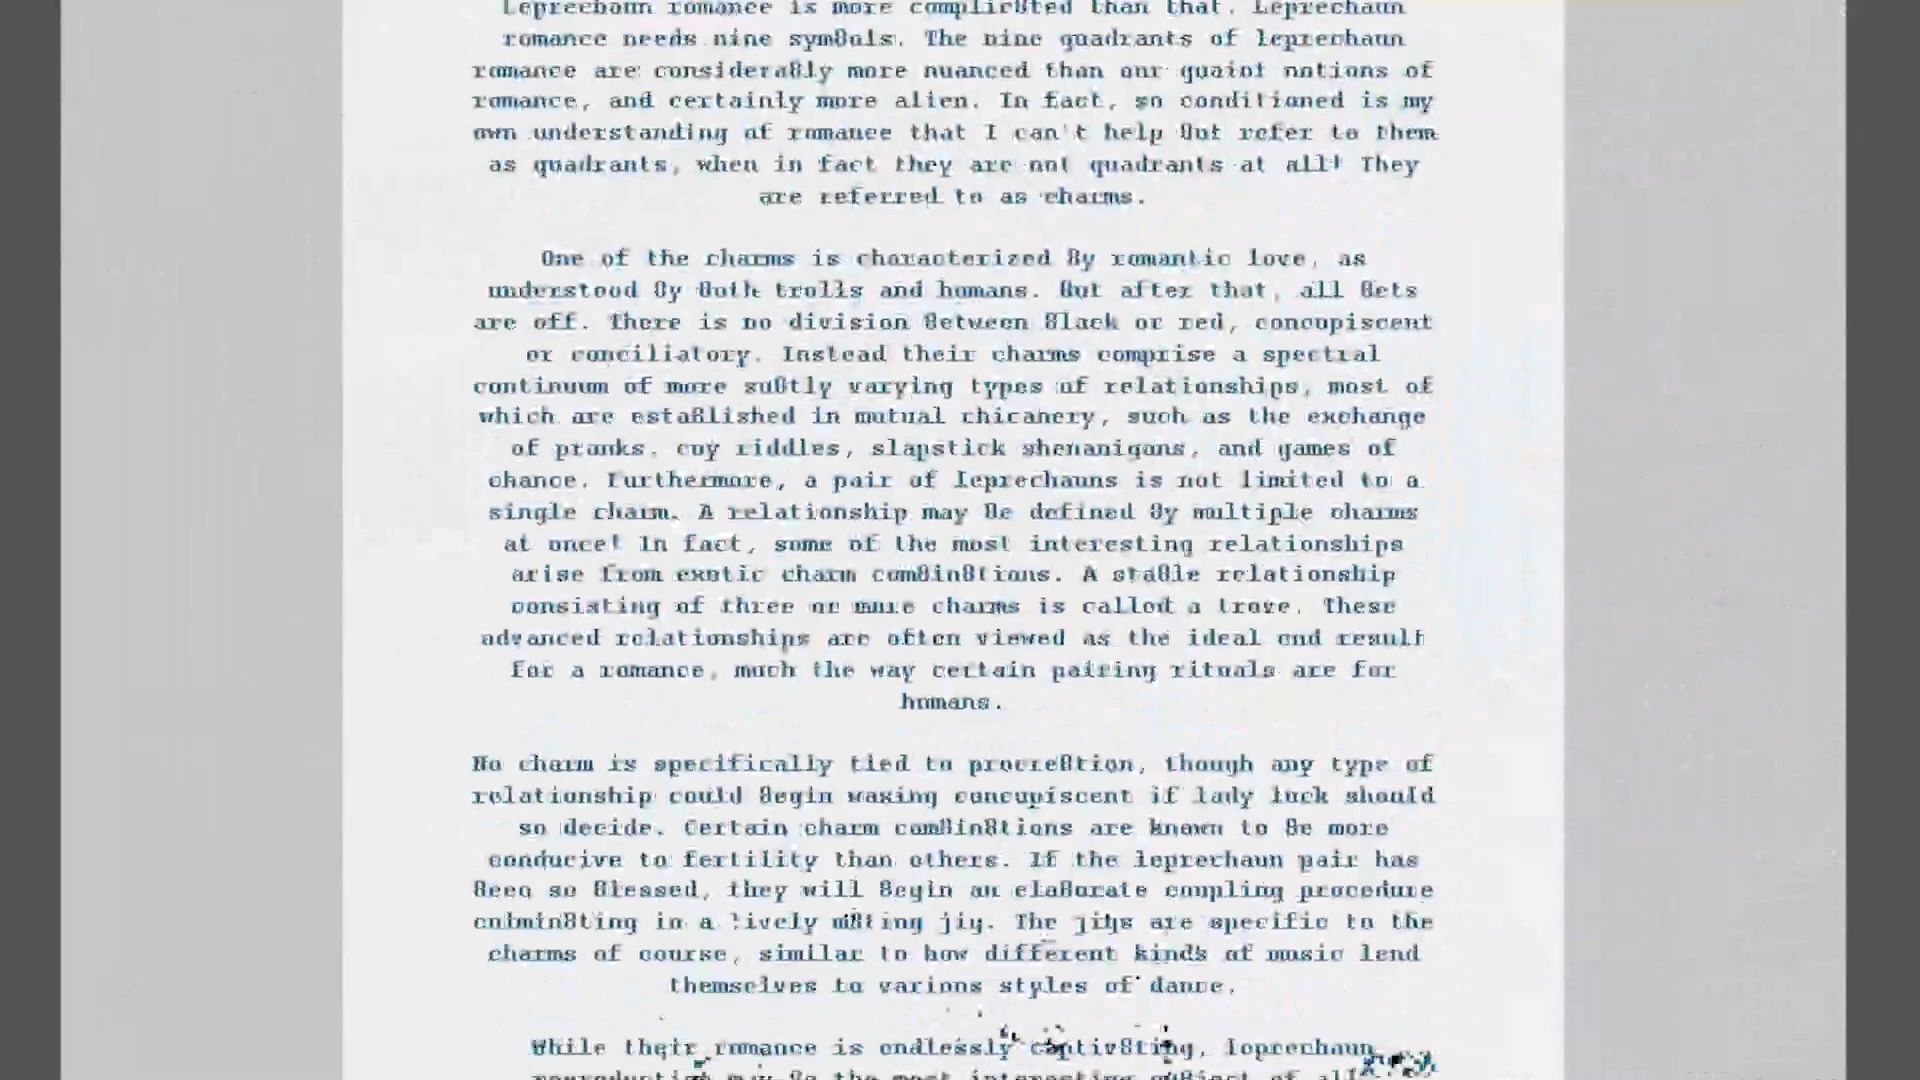 Leprechaun romance is more complic8ted than that. Leprechaun
romance needs nine sym8ols. The nine quadrants of leprechaun
romance are considera8ly more nuanced than our quaint notions of
romance, and certainly more alien. In fact, so conditioned is my
own understanding of romance that I can't help 8ut refer to them
as quadrants, when in fact they are not quadrants at all! They
are referred to as charms.
One of the charms is characterized 8y romantic love, as
understood 8y 8oth trolls and humans. 8ut after that, all 8ets
are off. There is no division 8etween 8lack or red, concupiscent
or conciliatory. Instead their charms comprise a spectral
continuum of more su8tly varying types of relationships, most of
which are esta8lished in mutual chicanery, such as the exchange
of pranks, coy riddles, slapstick shenanigans, and games of
chance. Furthermore, a pair of leprechauns is not limited to a
single charm. A relationship may 8e defined 8y multiple charms
at once! In fact, some of the most interesting relationships
arise from exotic charm com8in8tions. A sta8le relationship
consisting of three or more charms is called a trove. These
advanced relationships are often viewed as the ideal end result
for a romance, much the way certain pairing rituals are for
humans.
No charm is specifically tied to procre8tion, though any type of
relationship could 8egin waxing concupiscent if lady luck should
so decide. Certain charm com8in8tions are known to 8e more
conducive to fertility than others. If the leprechaun pair has
8een so 8lessed, they will 8egin an ela8orate coupling procedure
culmin8ting in a lively m8ting jig. The jigs are specific to the
charms of course, similar to how different kinds of music lend
themselves to various styles of dance.
While their romance is endlessly captiv8ting, leprechaun
reproduction may 8e the most interesting su8ject of all